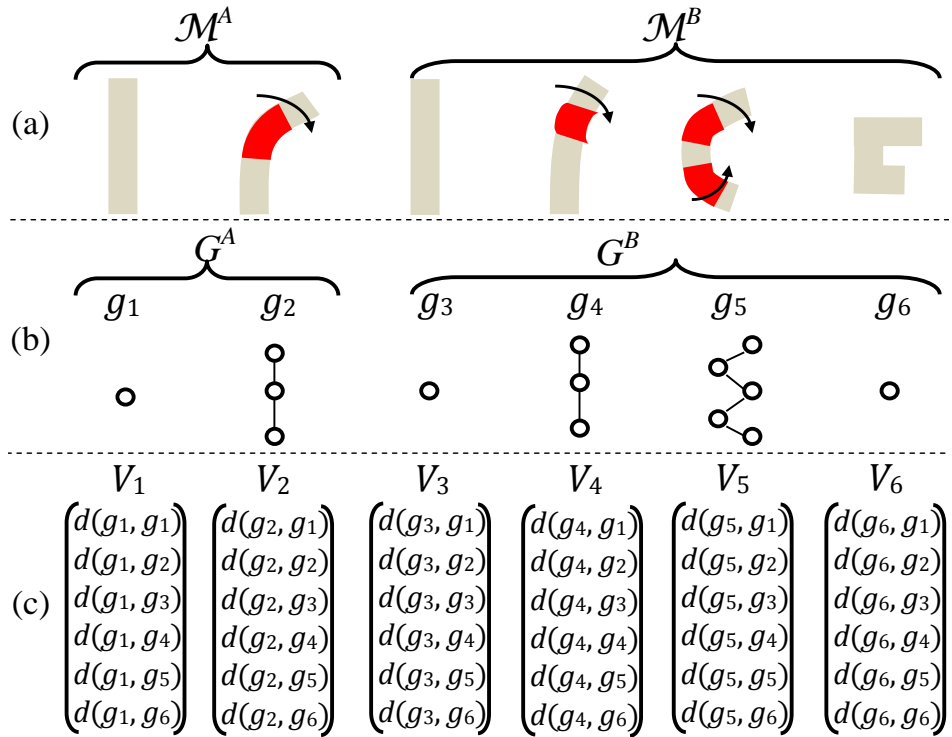 ℳᴬ ℳᴮ
(a)
Gᴬ Gᴮ
g₁ g₂ g₃ g₄ g₅ g₆
(b)
V₁ V₂ V₃ V₄ V₅ V₆
d(g₁, g₁) d(g₂, g₁) d(g₃, g₁) d(g₄, g₁) d(g₅, g₁) d(g₆, g₁)
d(g₁, g₂) d(g₂, g₂) d(g₃, g₂) d(g₄, g₂) d(g₅, g₂) d(g₆, g₂)
(c) d(g₁, g₃) d(g₂, g₃) d(g₃, g₃) d(g₄, g₃) d(g₅, g₃) d(g₆, g₃)
d(g₁, g₄) d(g₂, g₄) d(g₃, g₄) d(g₄, g₄) d(g₅, g₄) d(g₆, g₄)
d(g₁, g₅) d(g₂, g₅) d(g₃, g₅) d(g₄, g₅) d(g₅, g₅) d(g₆, g₅)
d(g₁, g₆) d(g₂, g₆) d(g₃, g₆) d(g₄, g₆) d(g₅, g₆) d(g₆, g₆)